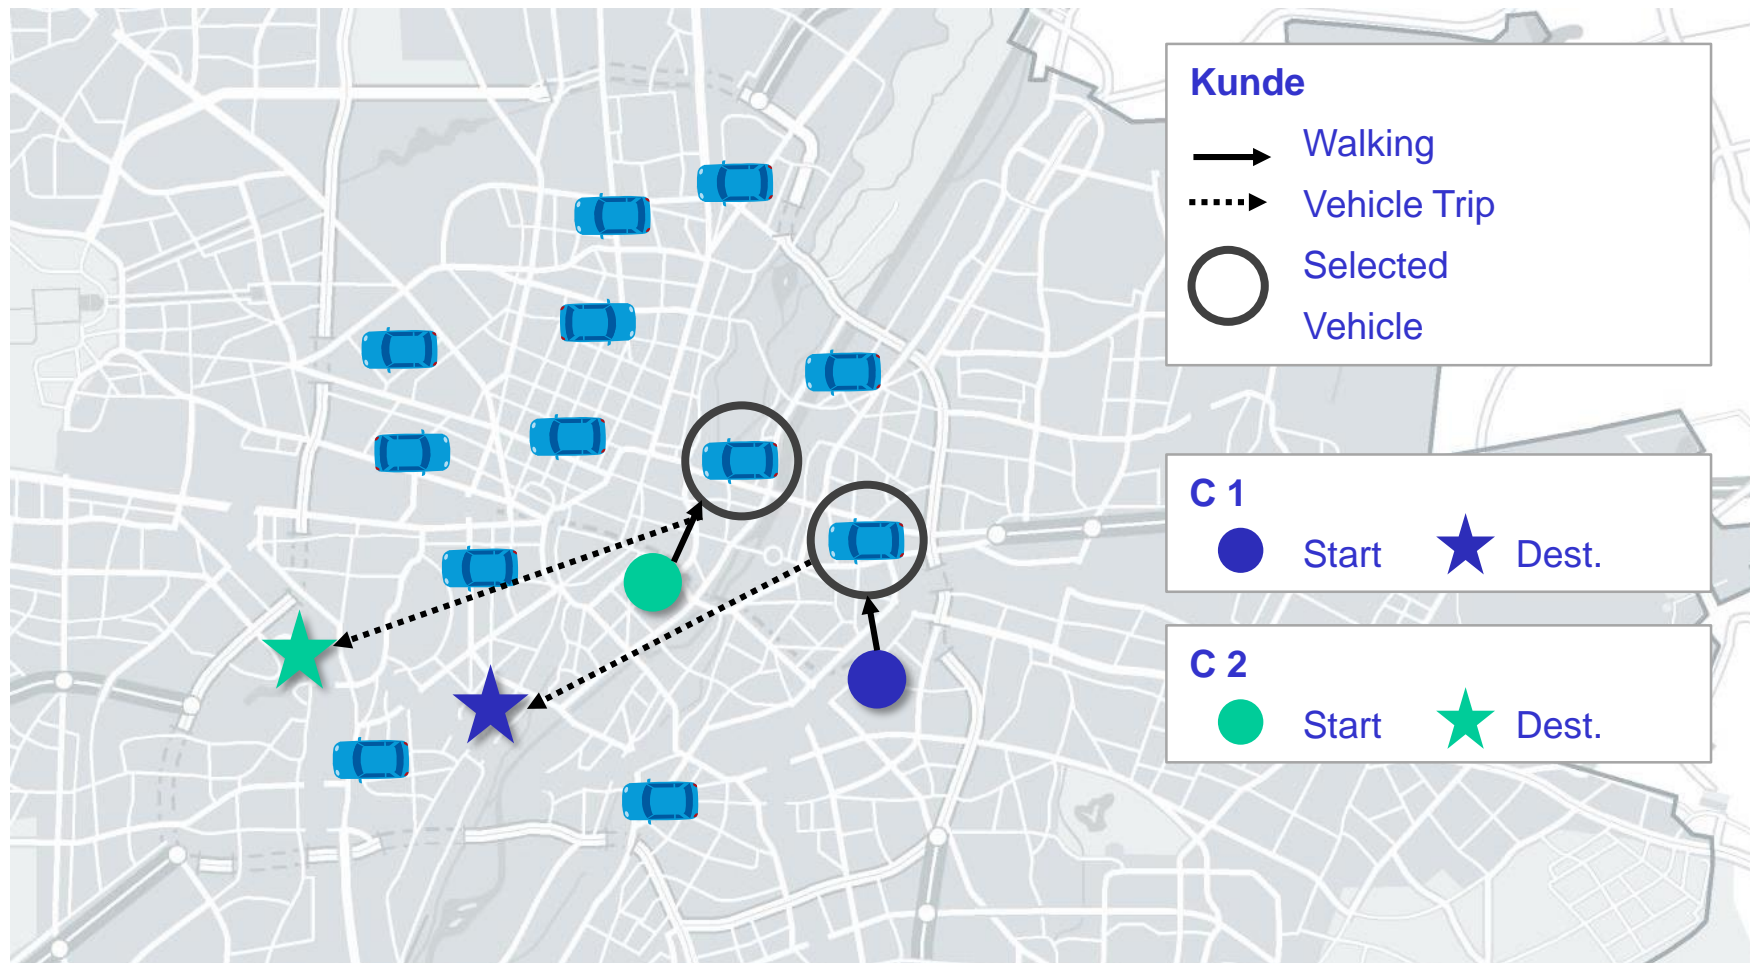 Kunde
Walking
Vehicle Trip
Selected
Vehicle
C 1
Start Dest.
C 2
Start Dest.